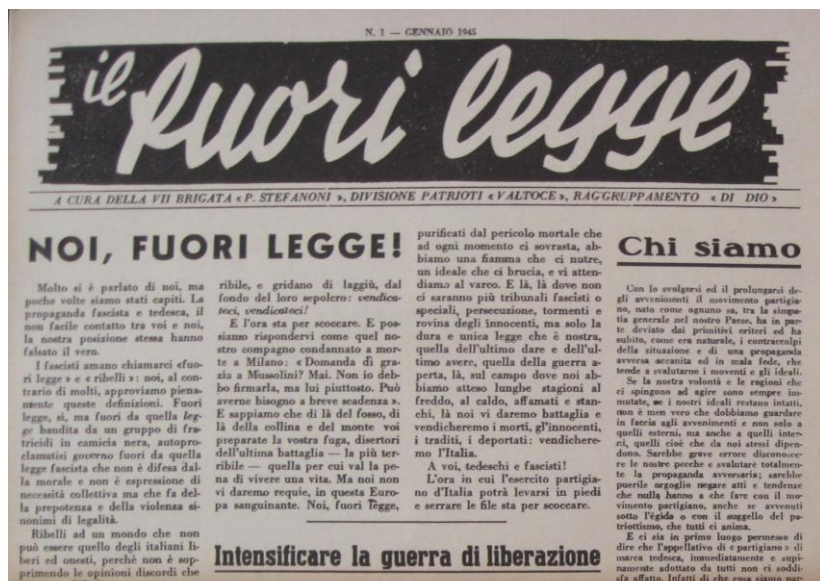 N. 1 — GENNAIO 1945
il fuori legge
A CURA DELLA VII BRIGATA « P. STEFANONI », DIVISIONE PATRIOTI « VALTOCE », RAGGRUPPAMENTO « DI DIO »
NOI, FUORI LEGGE!
Molto si è parlato di noi, ma
poche volte siamo stati capiti. La
propaganda fascista e tedesca, il
non facile contatto tra voi e noi,
la nostra posizione stessa hanno
falsato il vero.
I fascisti amano chiamarci «fuo-
ri legge » e « ribelli »: noi, al con-
trario di molti, approviamo piena-
mente queste definizioni. Fuori
legge, sì, ma fuori da quella leg-
ge bandita da un gruppo di fra-
tricidi in camicia nera, autopro-
clamatisi governo fuori da quella
legge fascista che non è difesa dal-
la morale e non è espressione di
necessità collettiva ma che fa del-
la prepotenza e della violenza si-
nonimi di legalità.
Ribelli ad un mondo che non
può essere quello degli italiani li-
beri ed onesti, perchè non è sop-
primendo le opinioni discordi che
ribile, e gridano di laggiù, dal
fondo del loro sepolcro: vendica-
teci, vendicateci!
E l'ora sta per scoccare. E pos-
siamo rispondervi come quel no-
stro compagno condannato a mor-
te a Milano: « Domanda di gra-
zia a Mussolini? Mai. Non io deb-
bo firmarla, ma lui piuttosto. Può
averne bisogno a breve scadenza ».
E sappiamo che di là del fosso, di
là della collina e del monte voi
preparate la vostra fuga, disertori
dell'ultima battaglia — la più ter-
ribile — quella per cui val la pe-
na di vivere una vita. Ma noi non
vi daremo requie, in questa Euro-
pa sanguinante. Noi, fuori legge,
purificati dal pericolo mortale che
ad ogni momento ci sovrasta, ab-
biamo una fiamma che ci nutre,
un ideale che ci brucia, e vi atten-
diamo al varco. E là, là dove non
ci saranno più tribunali fascisti o
speciali, persecuzione, tormenti e
rovina degli innocenti, ma solo la
dura e unica legge che è nostra,
quella dell'ultimo dare e dell'ul-
timo avere, quella della guerra a-
perta, là, sul campo dove noi ab-
biamo atteso lunghe stagioni al
freddo, al caldo, affamati e stan-
chi, là noi vi daremo battaglia e
vendicheremo i morti, gl'innocenti,
i traditi, i deportati: vendichere-
mo l'Italia.
A voi, tedeschi e fascisti!
L'ora in cui l'esercito partigia-
no d'Italia potrà levarsi in piedi
e serrare le file sta per scoccare.
Intensificare la guerra di liberazione
Chi siamo
Con lo svolgersi ed il prolungarsi de-
gli avvenimenti il movimento partigia-
no, nato come ognuno sa, tra la simpa-
tia generale nel nostro Paese, ha in par-
te deviato dai primitivi criteri ed ha
subito, come era naturale, i contraccolpi
della situazione e di una propaganda
avversa accanita ed in mala fede, che
tende a svalutarne i moventi e gli ideali.
Se la nostra volontà e le ragioni che
ci spingono ad agire sono sempre im-
mutate, se i nostri ideali restano intatti,
non è men vero che dobbiamo guardare
in faccia agli avvenimenti e non solo a
quelli esterni, ma anche a quelli inter-
ni, quelli cioè che da noi stessi dipen-
dono. Sarebbe grave errore disconosce-
re le nostre pecche e svalutare totalmen-
te la propaganda avversaria; sarebbe
puerile orgoglio negare atti e tendenze
che nulla hanno a che fare con il mo-
vimento partigiano, anche se avvenuti
sotto l'égida o con il suggello del pa-
triottismo, che tutti ci anima.
E ci sia in primo luogo permesso di
dire che l'appellativo di « partigiano » di
marca tedesca, immediatamente e supi-
namente adottato da tutti non ci soddi-
sfa affatto. Infatti di che cosa siamo par-